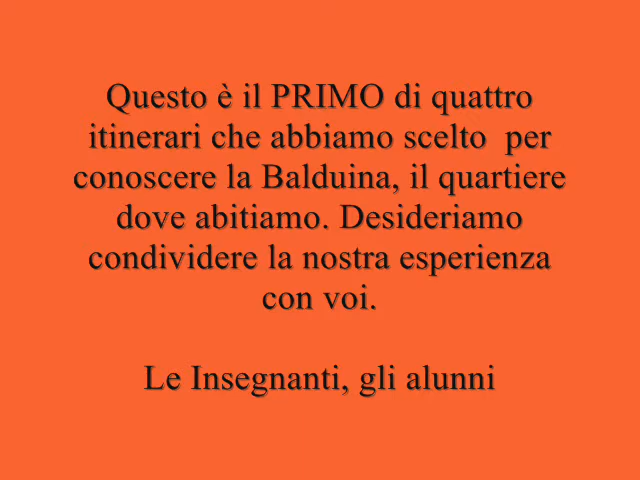 Questo è il PRIMO di quattro
itinerari che abbiamo scelto  per
conoscere la Balduina, il quartiere
dove abitiamo. Desideriamo
condividere la nostra esperienza
con voi.
Le Insegnanti, gli alunni